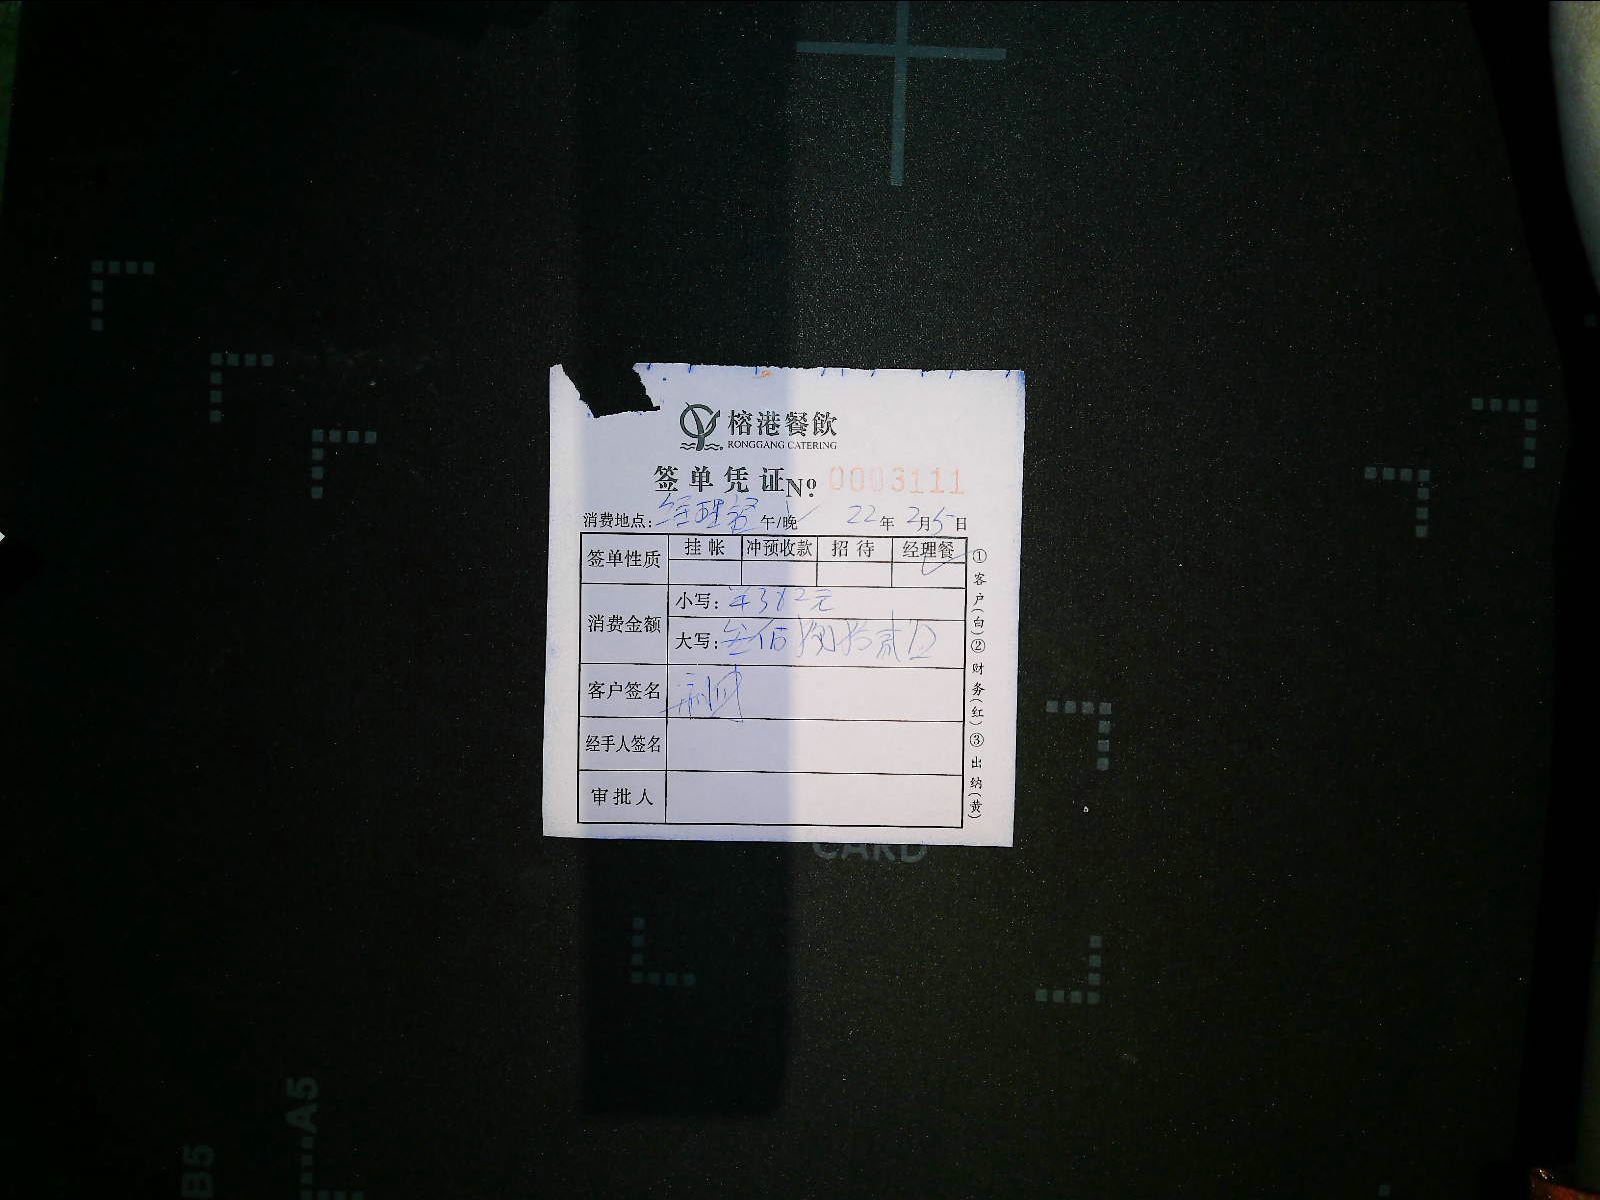 榕港餐飲
RONGGANG CATERING
签单凭证 No: 0003111
消费地点: 经理餐 午/晚 22年2月5日
签单性质 挂帐 冲预收款 招待 经理餐
消费金额
小写: ¥382元
大写: 叁佰捌拾贰
客户签名
经手人签名
审批人
①客户(白)②财务(红)③出纳(黄)
CARD
A5
B5